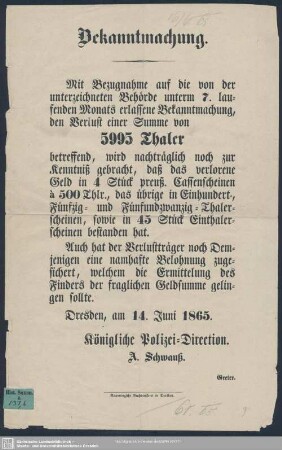 Bekanntmachung.
Mit Bezugnahme auf die von der
unterzeichneten Behörde unterm 7. lau-
fenden Monats erlassene Bekanntmachung,
den Verlust einer Summe von
5995 Thaler
betreffend, wird nachträglich noch zur
Kenntniß gebracht, daß das verlorene
Geld in 4 Stück preuß. Cassenscheinen
à 500 Thlr., das übrige in Einhundert-,
Fünfzig- und Fünfundzwanzig-Thaler-
scheinen, sowie in 45 Stück Einthaler-
scheinen bestanden hat.
Auch hat der Verlustträger noch Dem-
jenigen eine namhafte Belohnung zuge-
sichert, welchem die Ermittelung des
Finders der fraglichen Geldsumme gelin-
gen sollte.
Dresden, am 14. Juni 1865.
Königliche Polizei-Direction.
A. Schwauß.
Hist. Saxon.